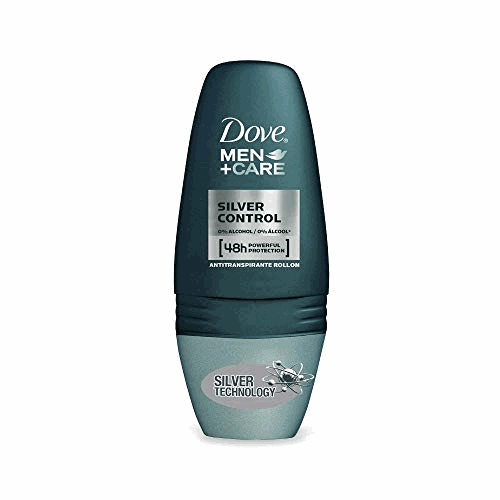 Dove
MEN
+CARE
SILVER
CONTROL
0% ALCOHOL / 0% ÁLCOOL*
[48h POWERFUL
PROTECTION]
ANTITRANSPIRANTE ROLLON
SILVER
TECHNOLOGY